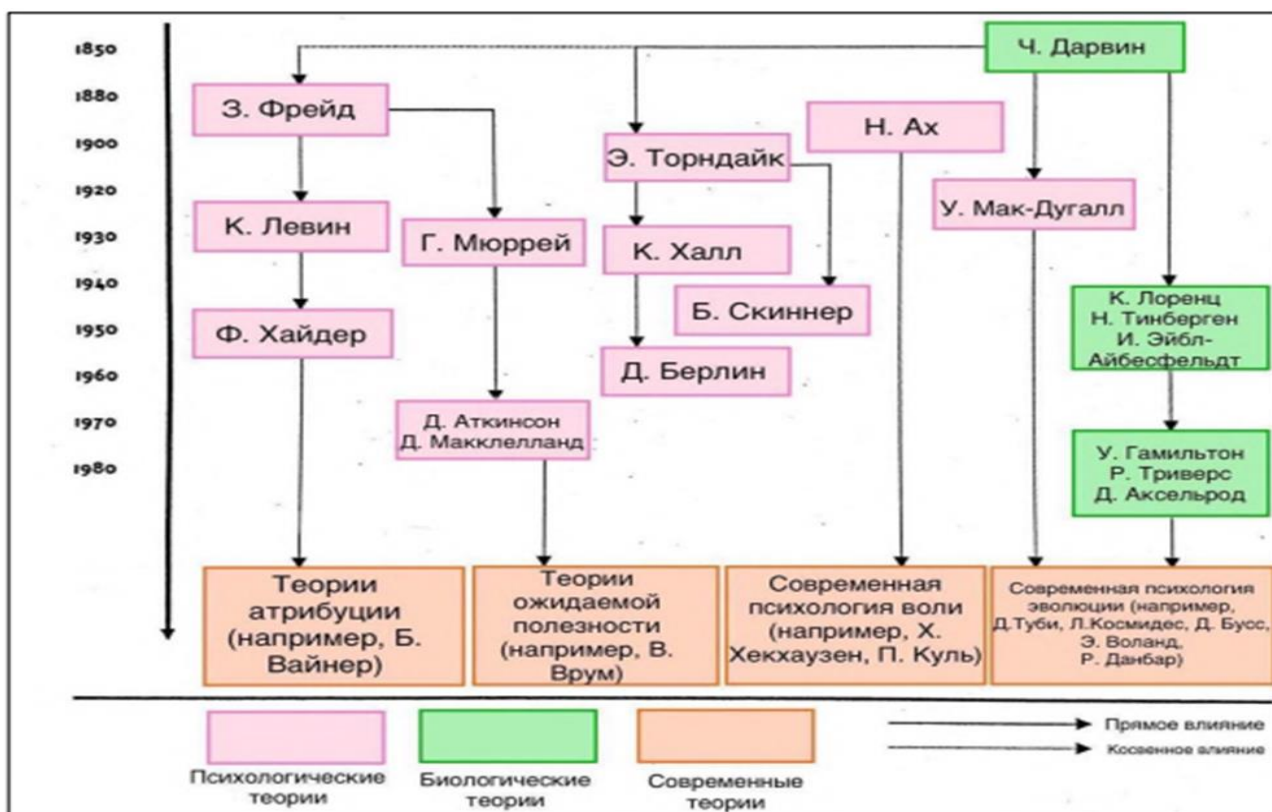 1850
1880
1900
1920
1930
1940
1950
1960
1970
1980
Ч. Дарвин
З. Фрейд
Н. Ах
Э. Торндайк
У. Мак-Дугалл
К. Левин
Г. Мюррей
К. Халл
Б. Скиннер
К. Лоренц
Н. Тинберген
И. Эйбл-
Айбесфельдт
Ф. Хайдер
Д. Берлин
Д. Аткинсон
Д. Макклелланд
У. Гамильтон
Р. Триверс
Д. Аксельрод
Теории
атрибуции
(например, Б.
Вайнер)
Теории
ожидаемой
полезности
(например, В.
Врум)
Современная
психология воли
(например, Х.
Хекхаузен, П. Куль)
Современная психология
эволюции (например,
Д.Туби, Л.Космидес, Д. Бусс,
Э. Воланд,
Р. Данбар)
Психологические
теории
Биологические
теории
Современные
теории
Прямое влияние
Косвенное влияние